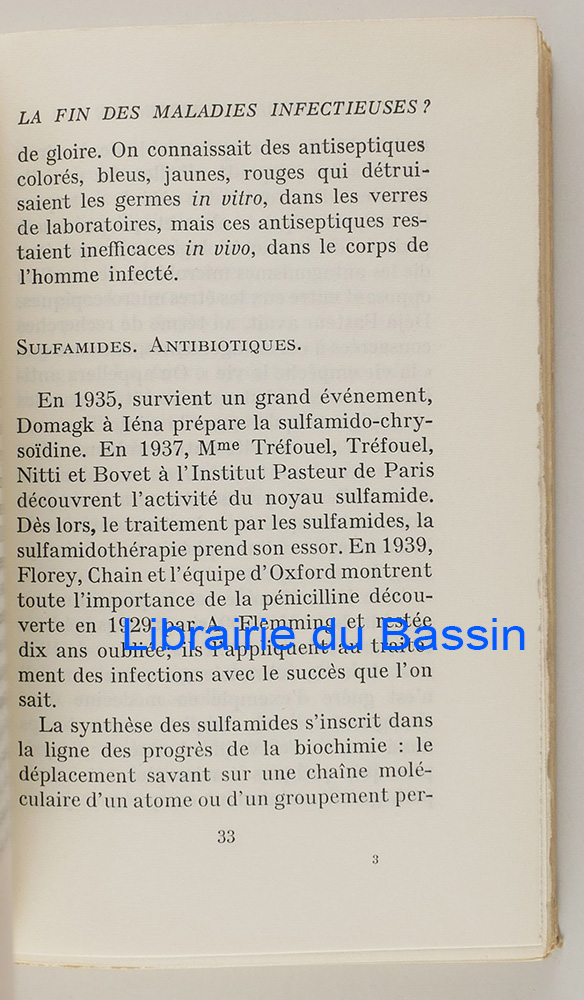 LA FIN DES MALADIES INFECTIEUSES ?
de gloire. On connaissait des antiseptiques
colorés, bleus, jaunes, rouges qui détrui-
saient les germes in vitro, dans les verres
de laboratoires, mais ces antiseptiques res-
taient inefficaces in vivo, dans le corps de
l'homme infecté.
SULFAMIDES. ANTIBIOTIQUES.
En 1935, survient un grand événement,
Domagk à Iéna prépare la sulfamido-chry-
soïdine. En 1937, Mme Tréfouel, Tréfouel,
Nitti et Bovet à l'Institut Pasteur de Paris
découvrent l'activité du noyau sulfamide.
Dès lors, le traitement par les sulfamides, la
sulfamidothérapie prend son essor. En 1939,
Florey, Chain et l'équipe d'Oxford montrent
toute l'importance de la pénicilline décou-
verte en 1929 par A. Flemming et restée
Librairie du Bassin
dix ans oubliée; ils l'appliquent au traite-
ment des infections avec le succès que l'on
sait.
La synthèse des sulfamides s'inscrit dans
la ligne des progrès de la biochimie : le
déplacement savant sur une chaîne molé-
culaire d'un atome ou d'un groupement per-
33
3